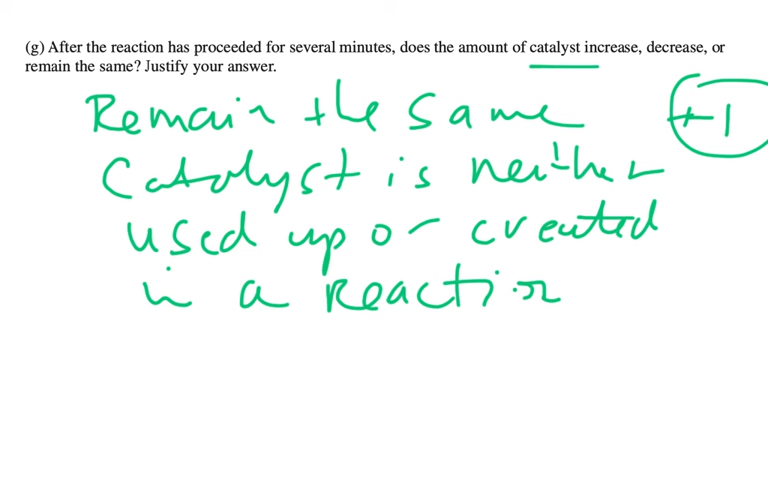 (g) After the reaction has proceeded for several minutes, does the amount of catalyst increase, decrease, or
remain the same? Justify your answer.
Remain the same +1
Catalyst is neither
used up or created
in a Reaction